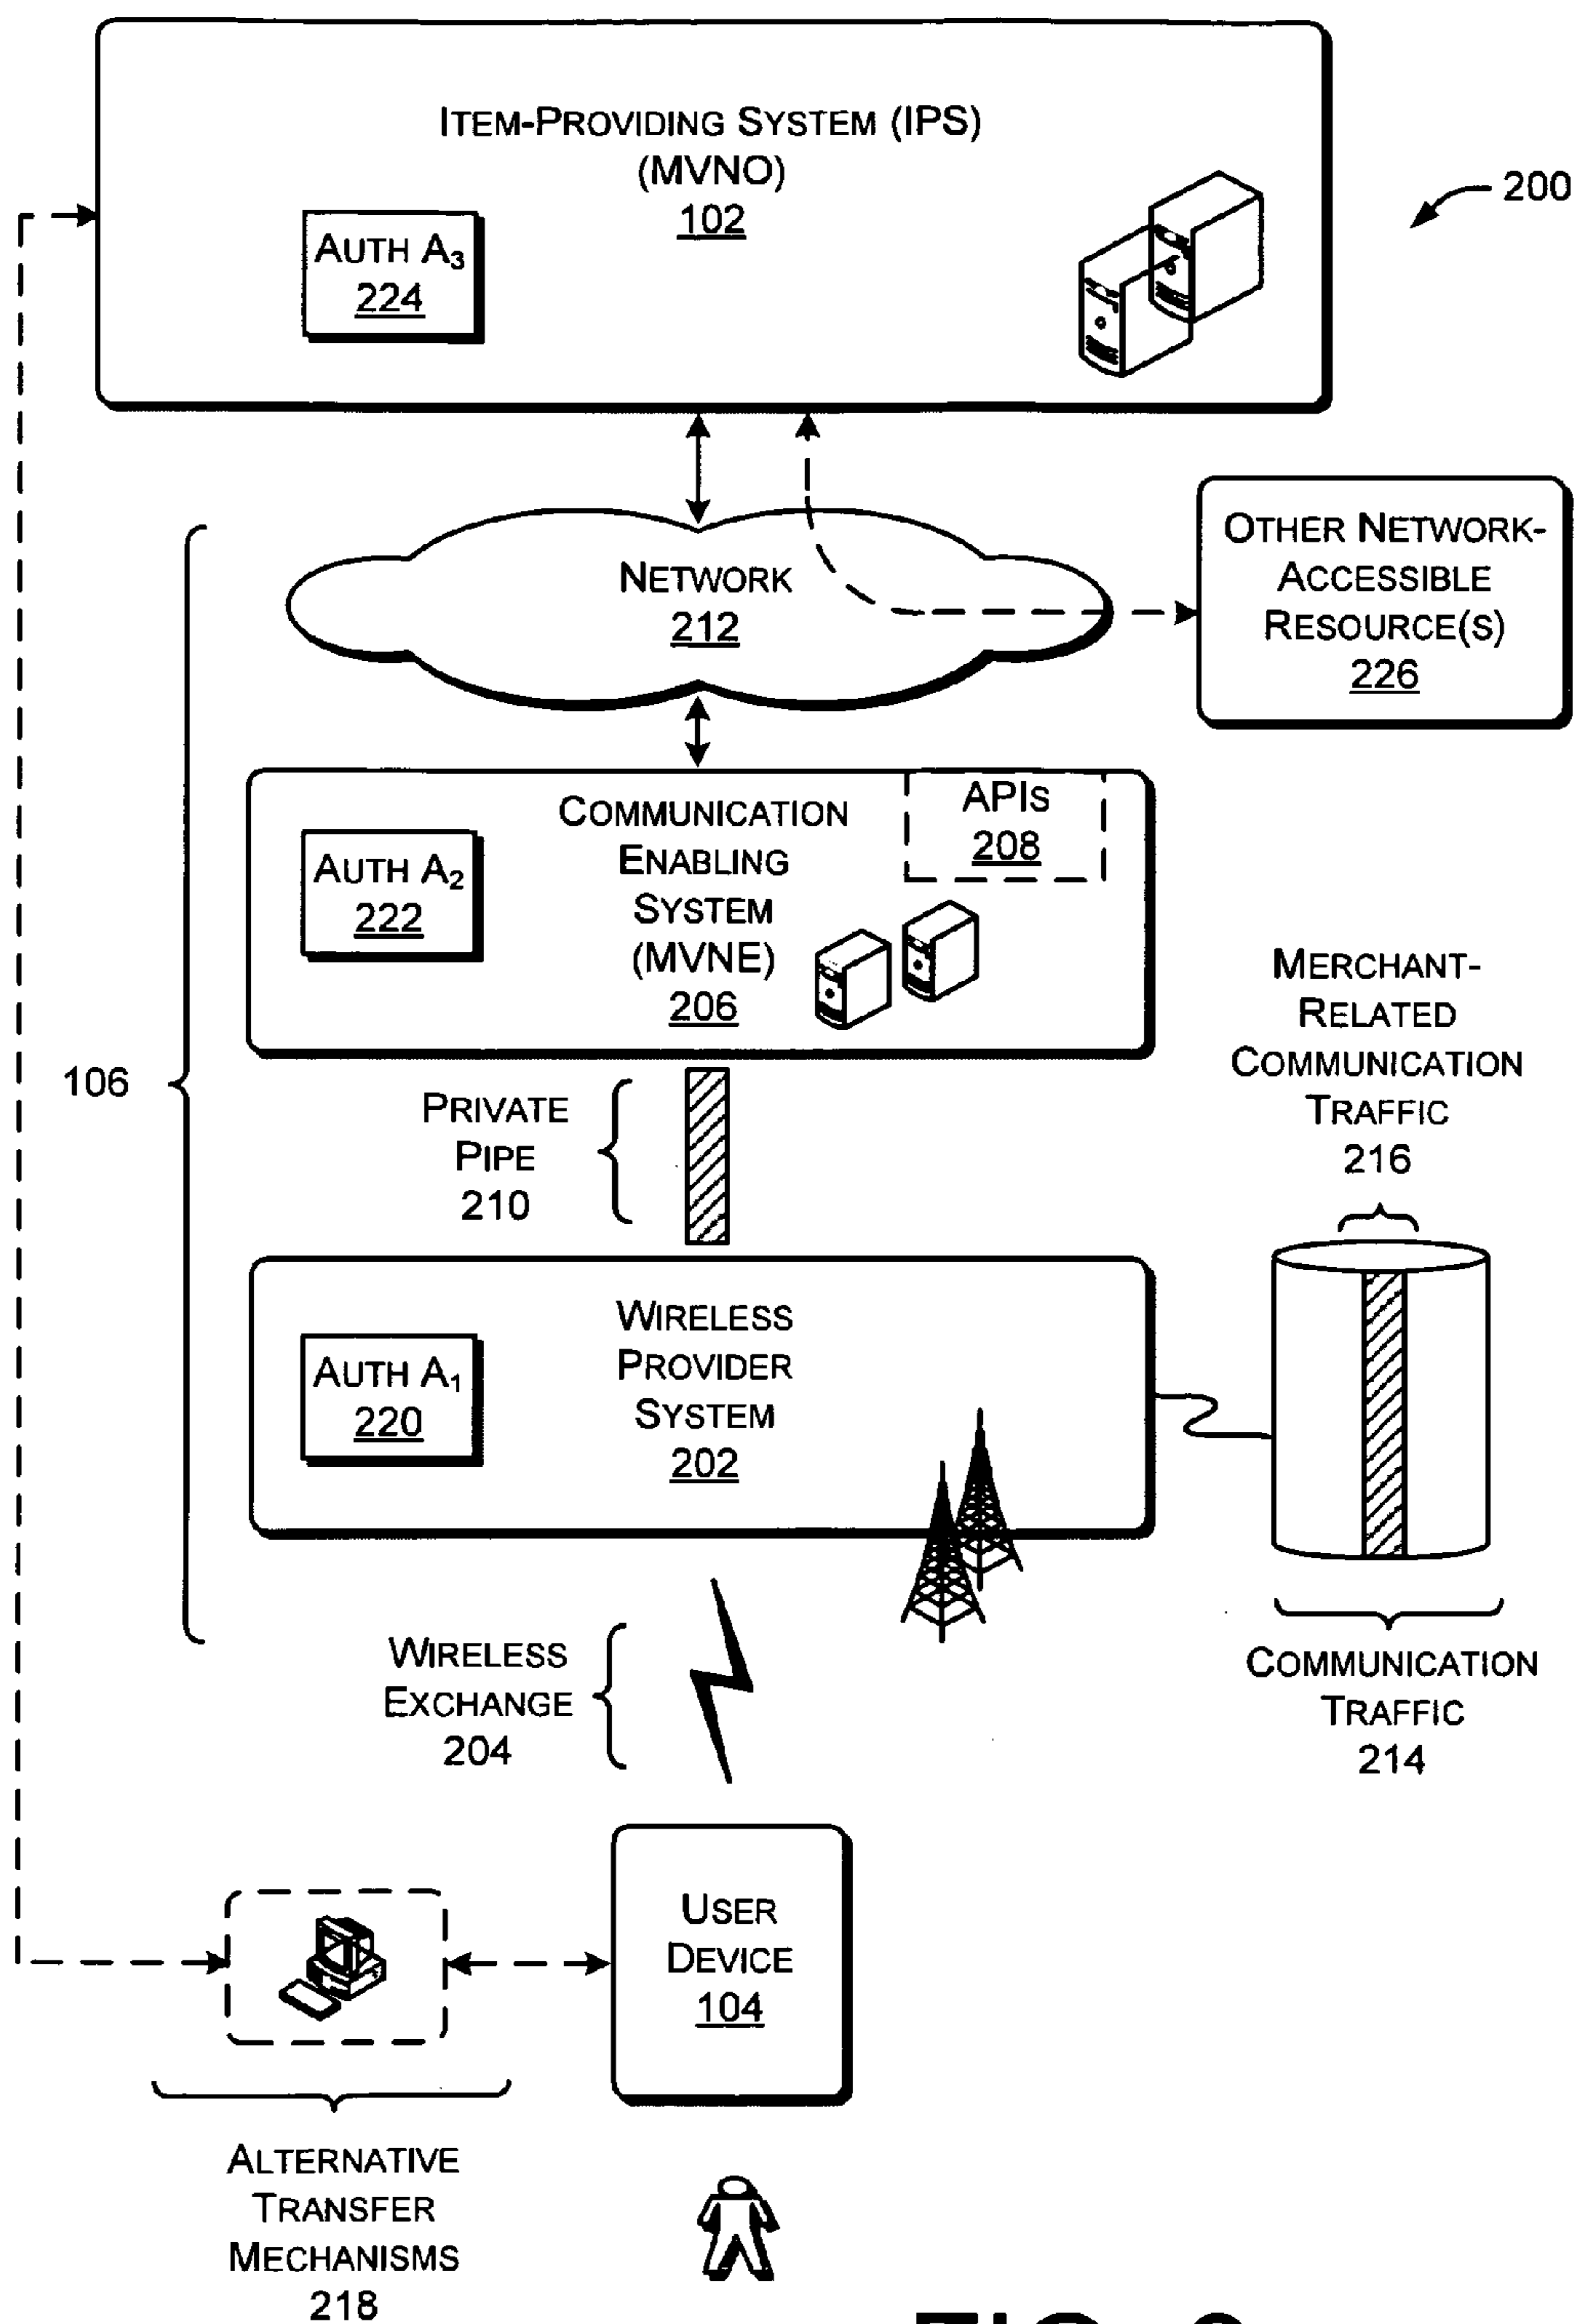 ITEM-PROVIDING SYSTEM (IPS)
(MVNO)
102
AUTH A3
224
200
NETWORK
212
OTHER NETWORK-
ACCESSIBLE
RESOURCE(S)
226
COMMUNICATION
ENABLING
SYSTEM
(MVNE)
206
APIS
208
AUTH A2
222
106
PRIVATE
PIPE
210
MERCHANT-
RELATED
COMMUNICATION
TRAFFIC
216
WIRELESS
PROVIDER
SYSTEM
202
AUTH A1
220
WIRELESS
EXCHANGE
204
COMMUNICATION
TRAFFIC
214
USER
DEVICE
104
ALTERNATIVE
TRANSFER
MECHANISMS
218